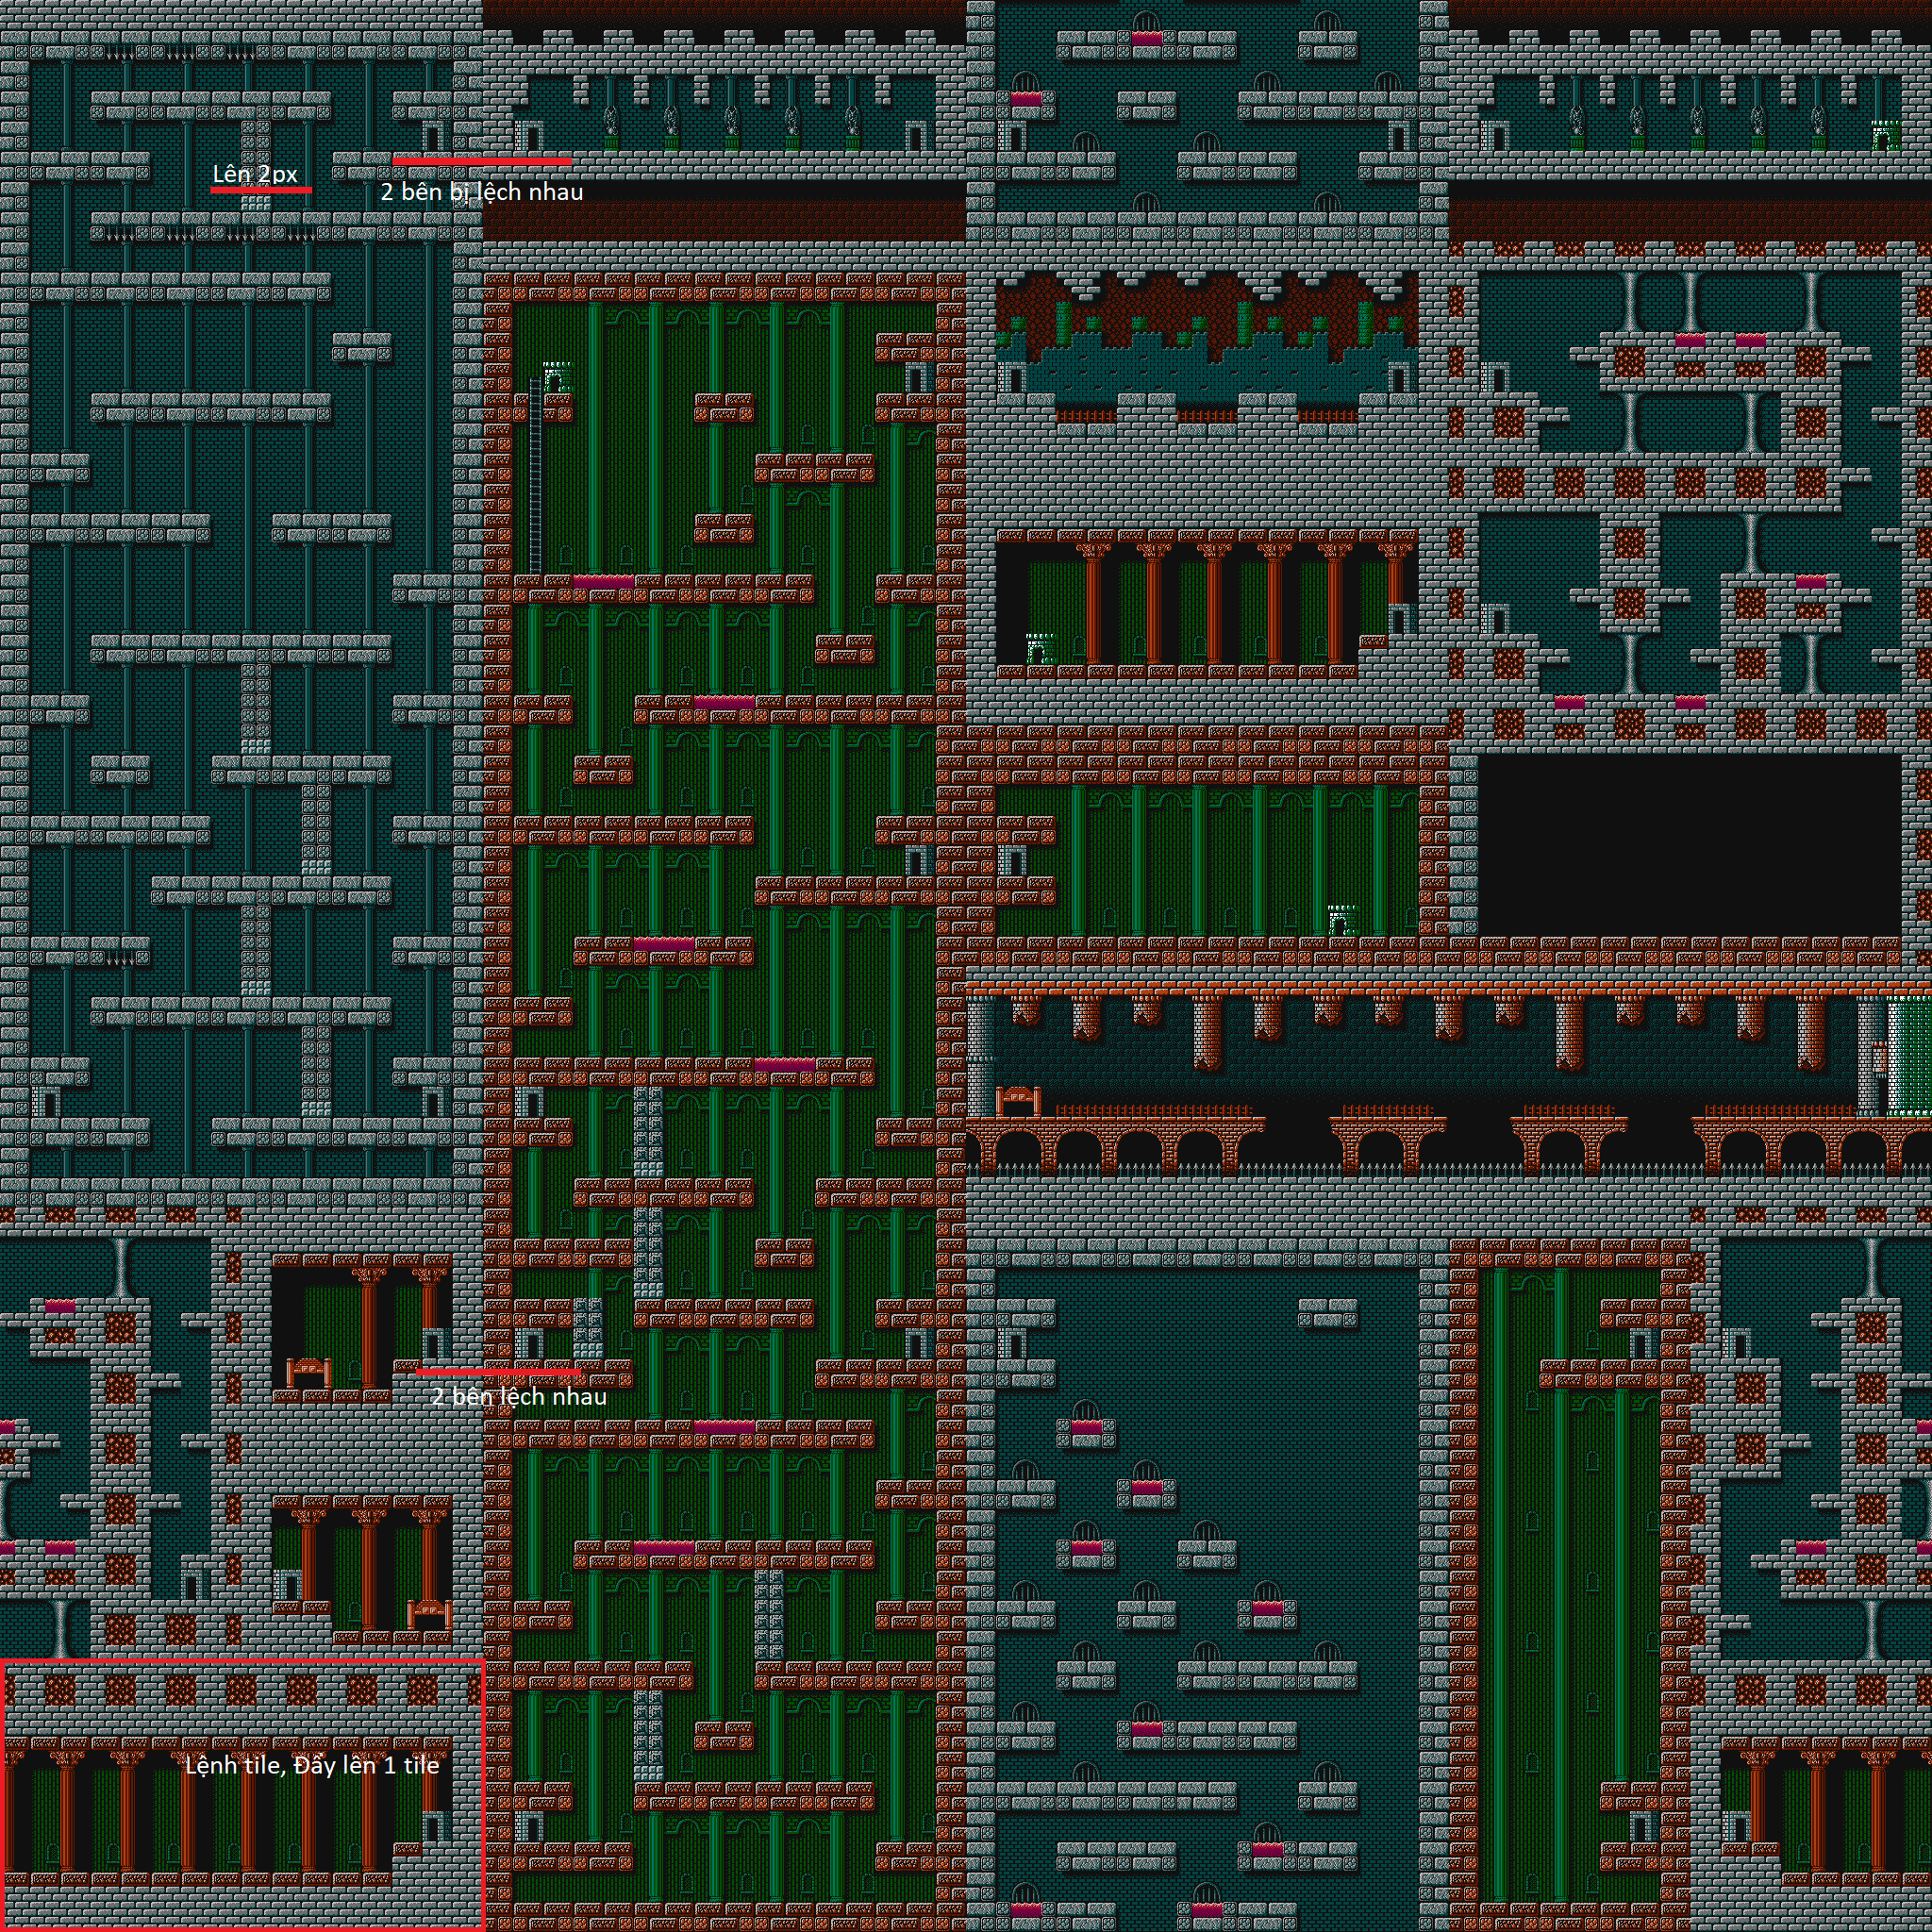 Lên 2px
2 bên bị lệch nhau
2 bên lệch nhau
Lệnh tile, Đẩy lên 1 tile